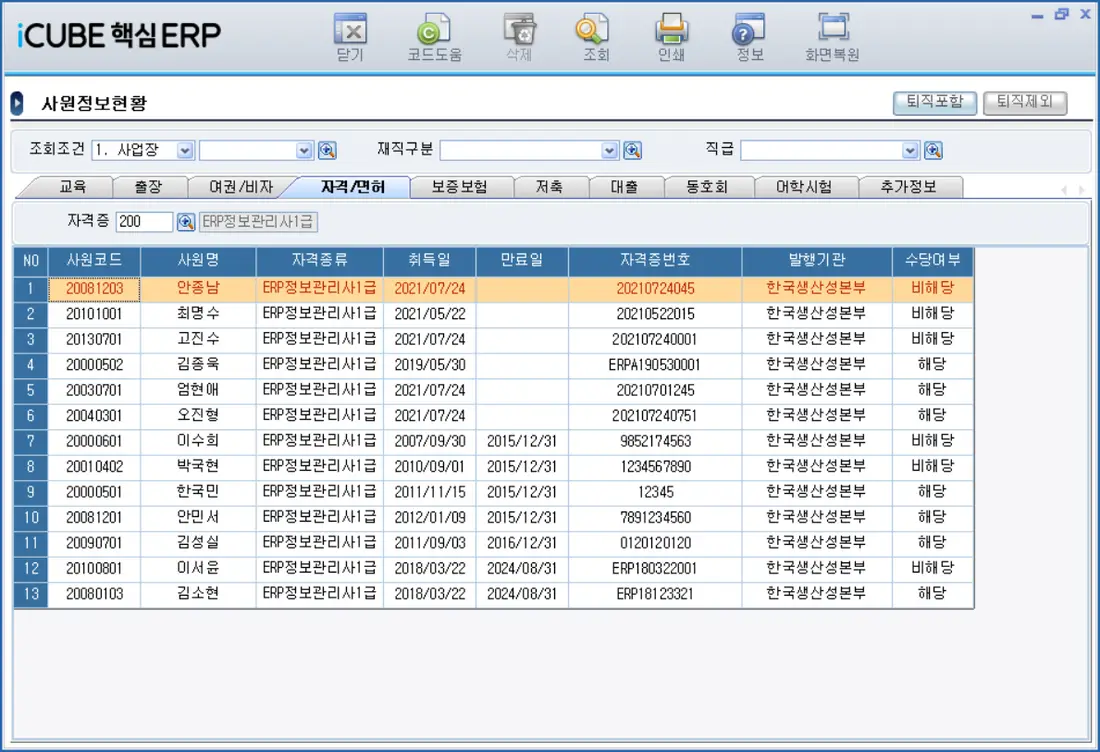 iCUBE 핵심 ERP
닫기 코드도움 삭제 조회 인쇄 정보 화면복원
사원정보현황 퇴직포함 퇴직제외
조회조건 1. 사업장 재직구분 직급
교육 출장 여권/비자 자격/면허 보증보험 저축 대출 동호회 어학시험 추가정보
자격증 200 ERP정보관리사1급
NO 사원코드 사원명 자격종류 취득일 만료일 자격증번호 발행기관 수당여부
1 20081203 안종남 ERP정보관리사1급 2021/07/24 20210724045 한국생산성본부 비해당
2 20101001 최명수 ERP정보관리사1급 2021/05/22 20210522015 한국생산성본부 비해당
3 20130701 고진수 ERP정보관리사1급 2021/07/24 202107240001 한국생산성본부 비해당
4 20000502 김종욱 ERP정보관리사1급 2019/05/30 ERPA190530001 한국생산성본부 해당
5 20030701 엄현애 ERP정보관리사1급 2021/07/24 20210701245 한국생산성본부 해당
6 20040301 오진형 ERP정보관리사1급 2021/07/24 202107240751 한국생산성본부 해당
7 20000601 이수희 ERP정보관리사1급 2007/09/30 2015/12/31 9852174563 한국생산성본부 비해당
8 20010402 박국현 ERP정보관리사1급 2010/09/01 2015/12/31 1234567890 한국생산성본부 비해당
9 20000501 한국민 ERP정보관리사1급 2011/11/15 2015/12/31 12345 한국생산성본부 해당
10 20081201 안민서 ERP정보관리사1급 2012/01/09 2015/12/31 7891234560 한국생산성본부 해당
11 20090701 김성실 ERP정보관리사1급 2011/09/03 2016/12/31 0120120120 한국생산성본부 해당
12 20100801 이서윤 ERP정보관리사1급 2018/03/22 2024/08/31 ERP180322001 한국생산성본부 비해당
13 20080103 김소현 ERP정보관리사1급 2018/03/22 2024/08/31 ERP18123321 한국생산성본부 해당